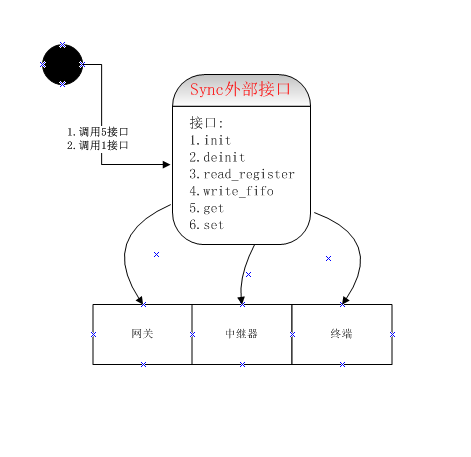 Sync外部接口
接口:
1.init
2.deinit
3.read_register
4.write_fifo
5.get
6.set
1.调用5接口
2.调用1接口
网关
中继器
终端